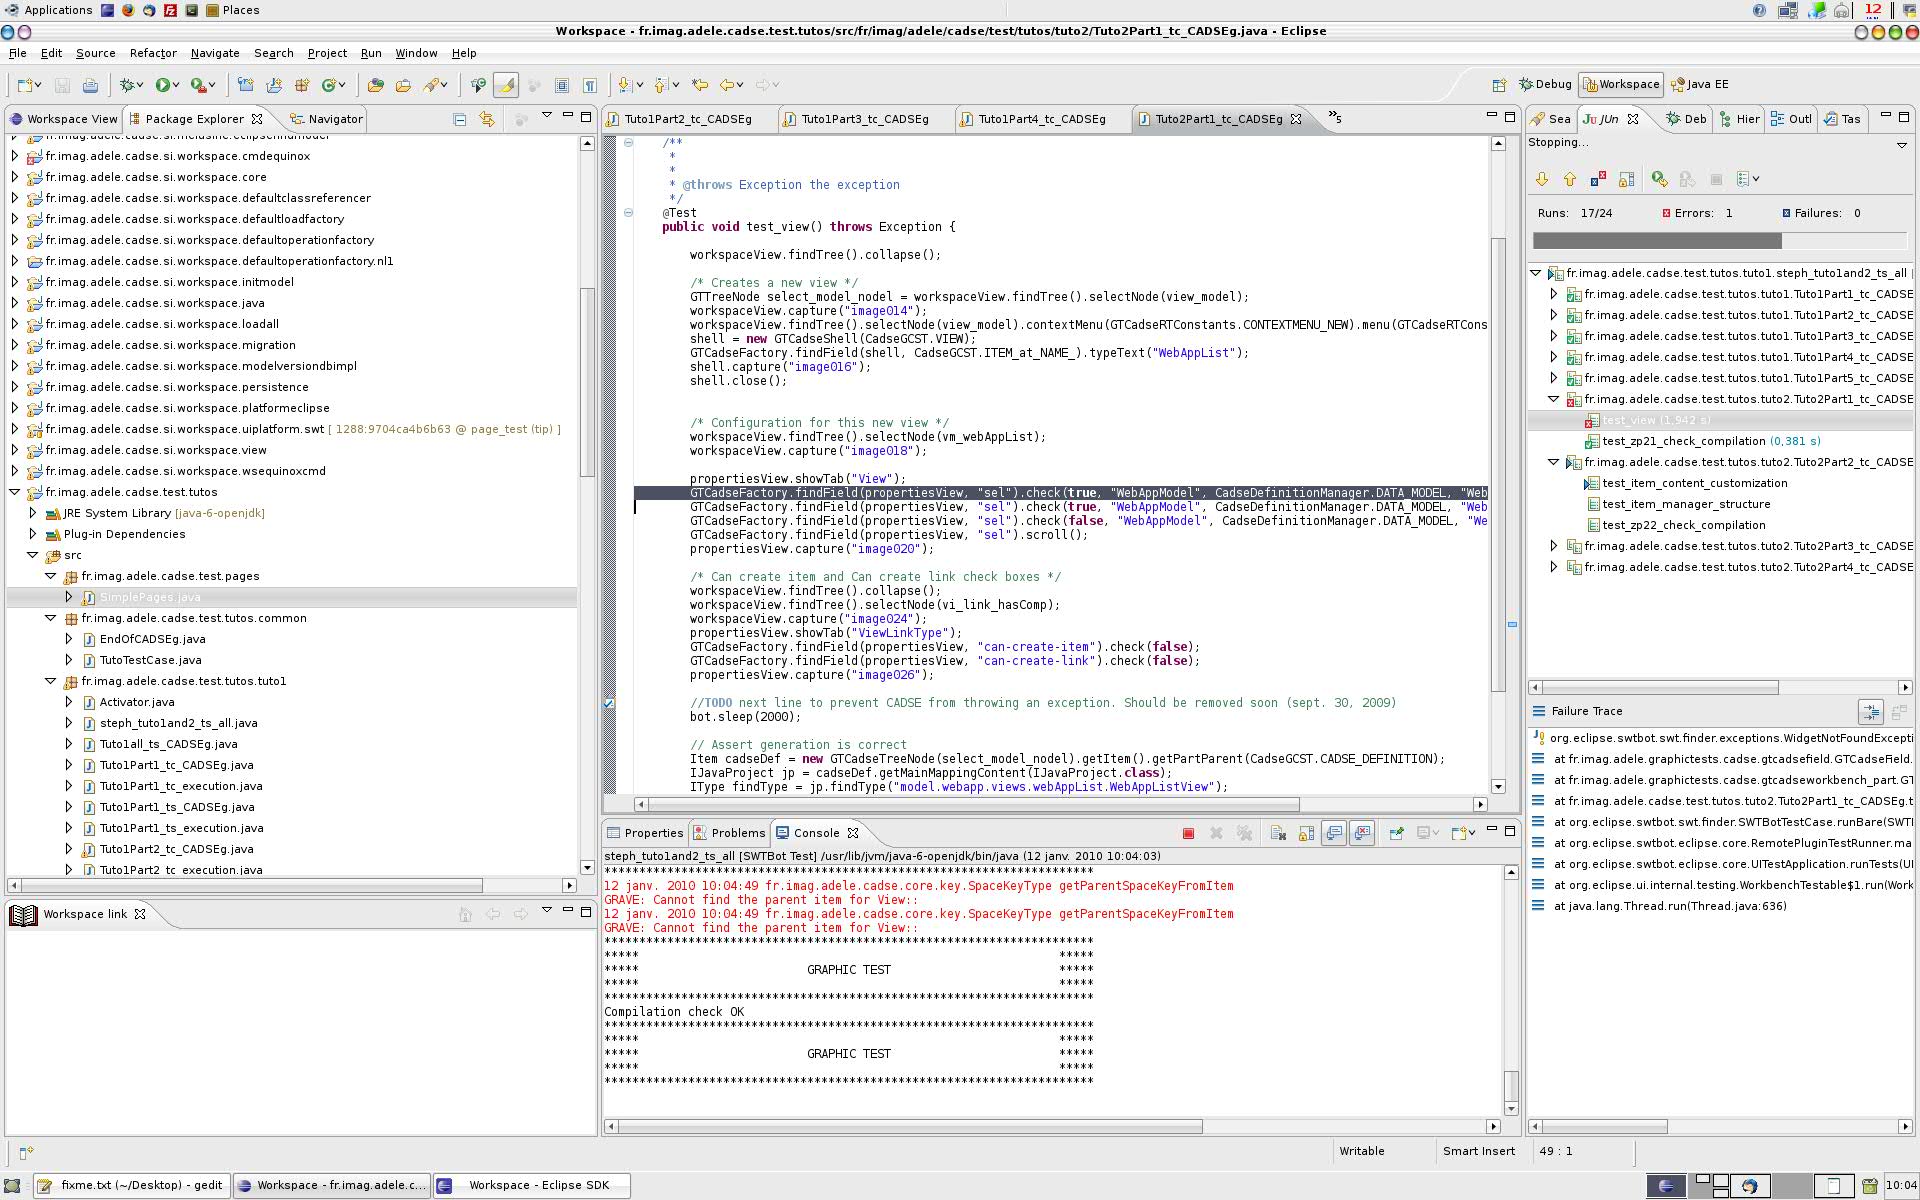 Applications Places 12
Workspace - fr.imag.adele.cadse.test.tutos/src/fr/imag/adele/cadse/test/tutos/tuto2/Tuto2Part1_tc_CADSEg.java - Eclipse
File Edit Source Refactor Navigate Search Project Run Window Help
Debug Workspace Java EE
Workspace View Package Explorer Navigator
fr.imag.adele.cadse.si.workspace.cmdequinox
fr.imag.adele.cadse.si.workspace.core
fr.imag.adele.cadse.si.workspace.defaultclassreferencer
fr.imag.adele.cadse.si.workspace.defaultloadfactory
fr.imag.adele.cadse.si.workspace.defaultoperationfactory
fr.imag.adele.cadse.si.workspace.defaultoperationfactory.nl1
fr.imag.adele.cadse.si.workspace.initmodel
fr.imag.adele.cadse.si.workspace.java
fr.imag.adele.cadse.si.workspace.loadall
fr.imag.adele.cadse.si.workspace.migration
fr.imag.adele.cadse.si.workspace.modelversiondbimpl
fr.imag.adele.cadse.si.workspace.persistence
fr.imag.adele.cadse.si.workspace.platformeclipse
fr.imag.adele.cadse.si.workspace.uiplatform.swt [ 1288:9704ca4b6b63 @ page_test (tip) ]
fr.imag.adele.cadse.si.workspace.view
fr.imag.adele.cadse.si.workspace.wsequinoxcmd
fr.imag.adele.cadse.test.tutos
JRE System Library [java-6-openjdk]
Plug-in Dependencies
src
fr.imag.adele.cadse.test.pages
SimplePages.java
fr.imag.adele.cadse.test.tutos.common
EndOfCADSEg.java
TutoTestCase.java
fr.imag.adele.cadse.test.tutos.tuto1
Activator.java
steph_tuto1and2_ts_all.java
Tuto1all_ts_CADSEg.java
Tuto1Part1_tc_CADSEg.java
Tuto1Part1_tc_execution.java
Tuto1Part1_ts_CADSEg.java
Tuto1Part1_ts_execution.java
Tuto1Part2_tc_CADSEg.java
Tuto1Part2_tc_execution.java
Workspace link
Tuto1Part2_tc_CADSEg Tuto1Part3_tc_CADSEg Tuto1Part4_tc_CADSEg Tuto2Part1_tc_CADSEg »5
/**
*
*
* @throws Exception the exception
*/
@Test
public void test_view() throws Exception {
workspaceView.findTree().collapse();
/* Creates a new view */
GTTreeNode select_model_nodel = workspaceView.findTree().selectNode(view_model);
workspaceView.capture("image014");
workspaceView.findTree().selectNode(view_model).contextMenu(GTCadseRTConstants.CONTEXTMENU_NEW).menu(GTCadseRTCons
shell = new GTCadseShell(CadseGCST.VIEW);
GTCadseFactory.findField(shell, CadseGCST.ITEM_at_NAME_).typeText("WebAppList");
shell.capture("image016");
shell.close();
/* Configuration for this new view */
workspaceView.findTree().selectNode(vm_webAppList);
workspaceView.capture("image018");
propertiesView.showTab("View");
GTCadseFactory.findField(propertiesView, "sel").check(true, "WebAppModel", CadseDefinitionManager.DATA_MODEL, "Web
GTCadseFactory.findField(propertiesView, "sel").check(true, "WebAppModel", CadseDefinitionManager.DATA_MODEL, "Web
GTCadseFactory.findField(propertiesView, "sel").check(false, "WebAppModel", CadseDefinitionManager.DATA_MODEL, "We
GTCadseFactory.findField(propertiesView, "sel").scroll();
propertiesView.capture("image020");
/* Can create item and Can create link check boxes */
workspaceView.findTree().collapse();
workspaceView.findTree().selectNode(vi_link_hasComp);
workspaceView.capture("image024");
propertiesView.showTab("ViewLinkType");
GTCadseFactory.findField(propertiesView, "can-create-item").check(false);
GTCadseFactory.findField(propertiesView, "can-create-link").check(false);
propertiesView.capture("image026");
//TODO next line to prevent CADSE from throwing an exception. Should be removed soon (sept. 30, 2009)
bot.sleep(2000);
// Assert generation is correct
Item cadseDef = new GTCadseTreeNode(select_model_nodel).getItem().getPartParent(CadseGCST.CADSE_DEFINITION);
IJavaProject jp = cadseDef.getMainMappingContent(IJavaProject.class);
IType findType = jp.findType("model.webapp.views.webAppList.WebAppListView");
Properties Problems Console
steph_tuto1and2_ts_all [SWTBot Test] /usr/lib/jvm/java-6-openjdk/bin/java (12 janv. 2010 10:04:03)
**********************************************************************
12 janv. 2010 10:04:49 fr.imag.adele.cadse.core.key.SpaceKeyType getParentSpaceKeyFromItem
GRAVE: Cannot find the parent item for View::
12 janv. 2010 10:04:49 fr.imag.adele.cadse.core.key.SpaceKeyType getParentSpaceKeyFromItem
GRAVE: Cannot find the parent item for View::
**********************************************************************
***** *****
***** GRAPHIC TEST *****
***** *****
**********************************************************************
Compilation check OK
**********************************************************************
***** *****
***** GRAPHIC TEST *****
***** *****
**********************************************************************
Sea JUn Deb Hier Outl Tas
Stopping...
Runs: 17/24 Errors: 1 Failures: 0
fr.imag.adele.cadse.test.tutos.tuto1.steph_tuto1and2_ts_all
fr.imag.adele.cadse.test.tutos.tuto1.Tuto1Part1_tc_CADSE
fr.imag.adele.cadse.test.tutos.tuto1.Tuto1Part2_tc_CADSE
fr.imag.adele.cadse.test.tutos.tuto1.Tuto1Part3_tc_CADSE
fr.imag.adele.cadse.test.tutos.tuto1.Tuto1Part4_tc_CADSE
fr.imag.adele.cadse.test.tutos.tuto1.Tuto1Part5_tc_CADSE
fr.imag.adele.cadse.test.tutos.tuto2.Tuto2Part1_tc_CADSE
test_view (1,942 s)
test_zp21_check_compilation (0,381 s)
fr.imag.adele.cadse.test.tutos.tuto2.Tuto2Part2_tc_CADSE
test_item_content_customization
test_item_manager_structure
test_zp22_check_compilation
fr.imag.adele.cadse.test.tutos.tuto2.Tuto2Part3_tc_CADSE
fr.imag.adele.cadse.test.tutos.tuto2.Tuto2Part4_tc_CADSE
Failure Trace
org.eclipse.swtbot.swt.finder.exceptions.WidgetNotFoundExcepti
at fr.imag.adele.graphictests.cadse.gtcadsefield.GTCadseField.
at fr.imag.adele.graphictests.cadse.gtcadseworkbench_part.GT
at fr.imag.adele.cadse.test.tutos.tuto2.Tuto2Part1_tc_CADSEg.t
at org.eclipse.swtbot.swt.finder.SWTBotTestCase.runBare(SWTI
at org.eclipse.swtbot.eclipse.core.RemotePluginTestRunner.ma
at org.eclipse.swtbot.eclipse.core.UITestApplication.runTests(UI
at org.eclipse.ui.internal.testing.WorkbenchTestable$1.run(Work
at java.lang.Thread.run(Thread.java:636)
Writable Smart Insert 49 : 1
fixme.txt (~/Desktop) - gedit Workspace - fr.imag.adele.c... Workspace - Eclipse SDK 10:04